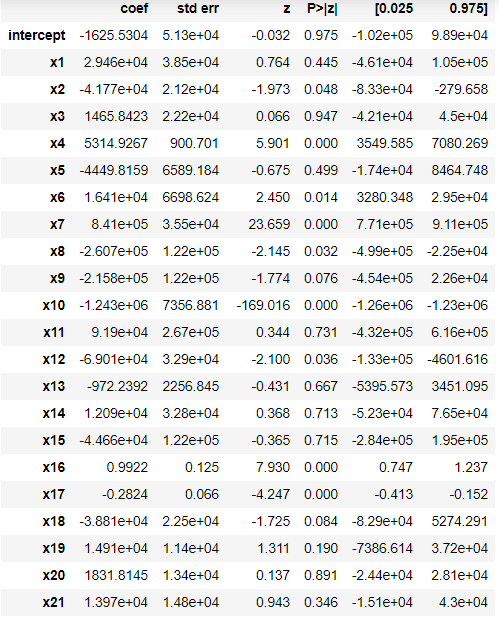 coef std err z P>|z| [0.025 0.975]
intercept -1625.5304 5.13e+04 -0.032 0.975 -1.02e+05 9.89e+04
x1 2.946e+04 3.85e+04 0.764 0.445 -4.61e+04 1.05e+05
x2 -4.177e+04 2.12e+04 -1.973 0.048 -8.33e+04 -279.658
x3 1465.8423 2.22e+04 0.066 0.947 -4.21e+04 4.5e+04
x4 5314.9267 900.701 5.901 0.000 3549.585 7080.269
x5 -4449.8159 6589.184 -0.675 0.499 -1.74e+04 8464.748
x6 1.641e+04 6698.624 2.450 0.014 3280.348 2.95e+04
x7 8.41e+05 3.55e+04 23.659 0.000 7.71e+05 9.11e+05
x8 -2.607e+05 1.22e+05 -2.145 0.032 -4.99e+05 -2.25e+04
x9 -2.158e+05 1.22e+05 -1.774 0.076 -4.54e+05 2.26e+04
x10 -1.243e+06 7356.881 -169.016 0.000 -1.26e+06 -1.23e+06
x11 9.19e+04 2.67e+05 0.344 0.731 -4.32e+05 6.16e+05
x12 -6.901e+04 3.29e+04 -2.100 0.036 -1.33e+05 -4601.616
x13 -972.2392 2256.845 -0.431 0.667 -5395.573 3451.095
x14 1.209e+04 3.28e+04 0.368 0.713 -5.23e+04 7.65e+04
x15 -4.466e+04 1.22e+05 -0.365 0.715 -2.84e+05 1.95e+05
x16 0.9922 0.125 7.930 0.000 0.747 1.237
x17 -0.2824 0.066 -4.247 0.000 -0.413 -0.152
x18 -3.881e+04 2.25e+04 -1.725 0.084 -8.29e+04 5274.291
x19 1.491e+04 1.14e+04 1.311 0.190 -7386.614 3.72e+04
x20 1831.8145 1.34e+04 0.137 0.891 -2.44e+04 2.81e+04
x21 1.397e+04 1.48e+04 0.943 0.346 -1.51e+04 4.3e+04